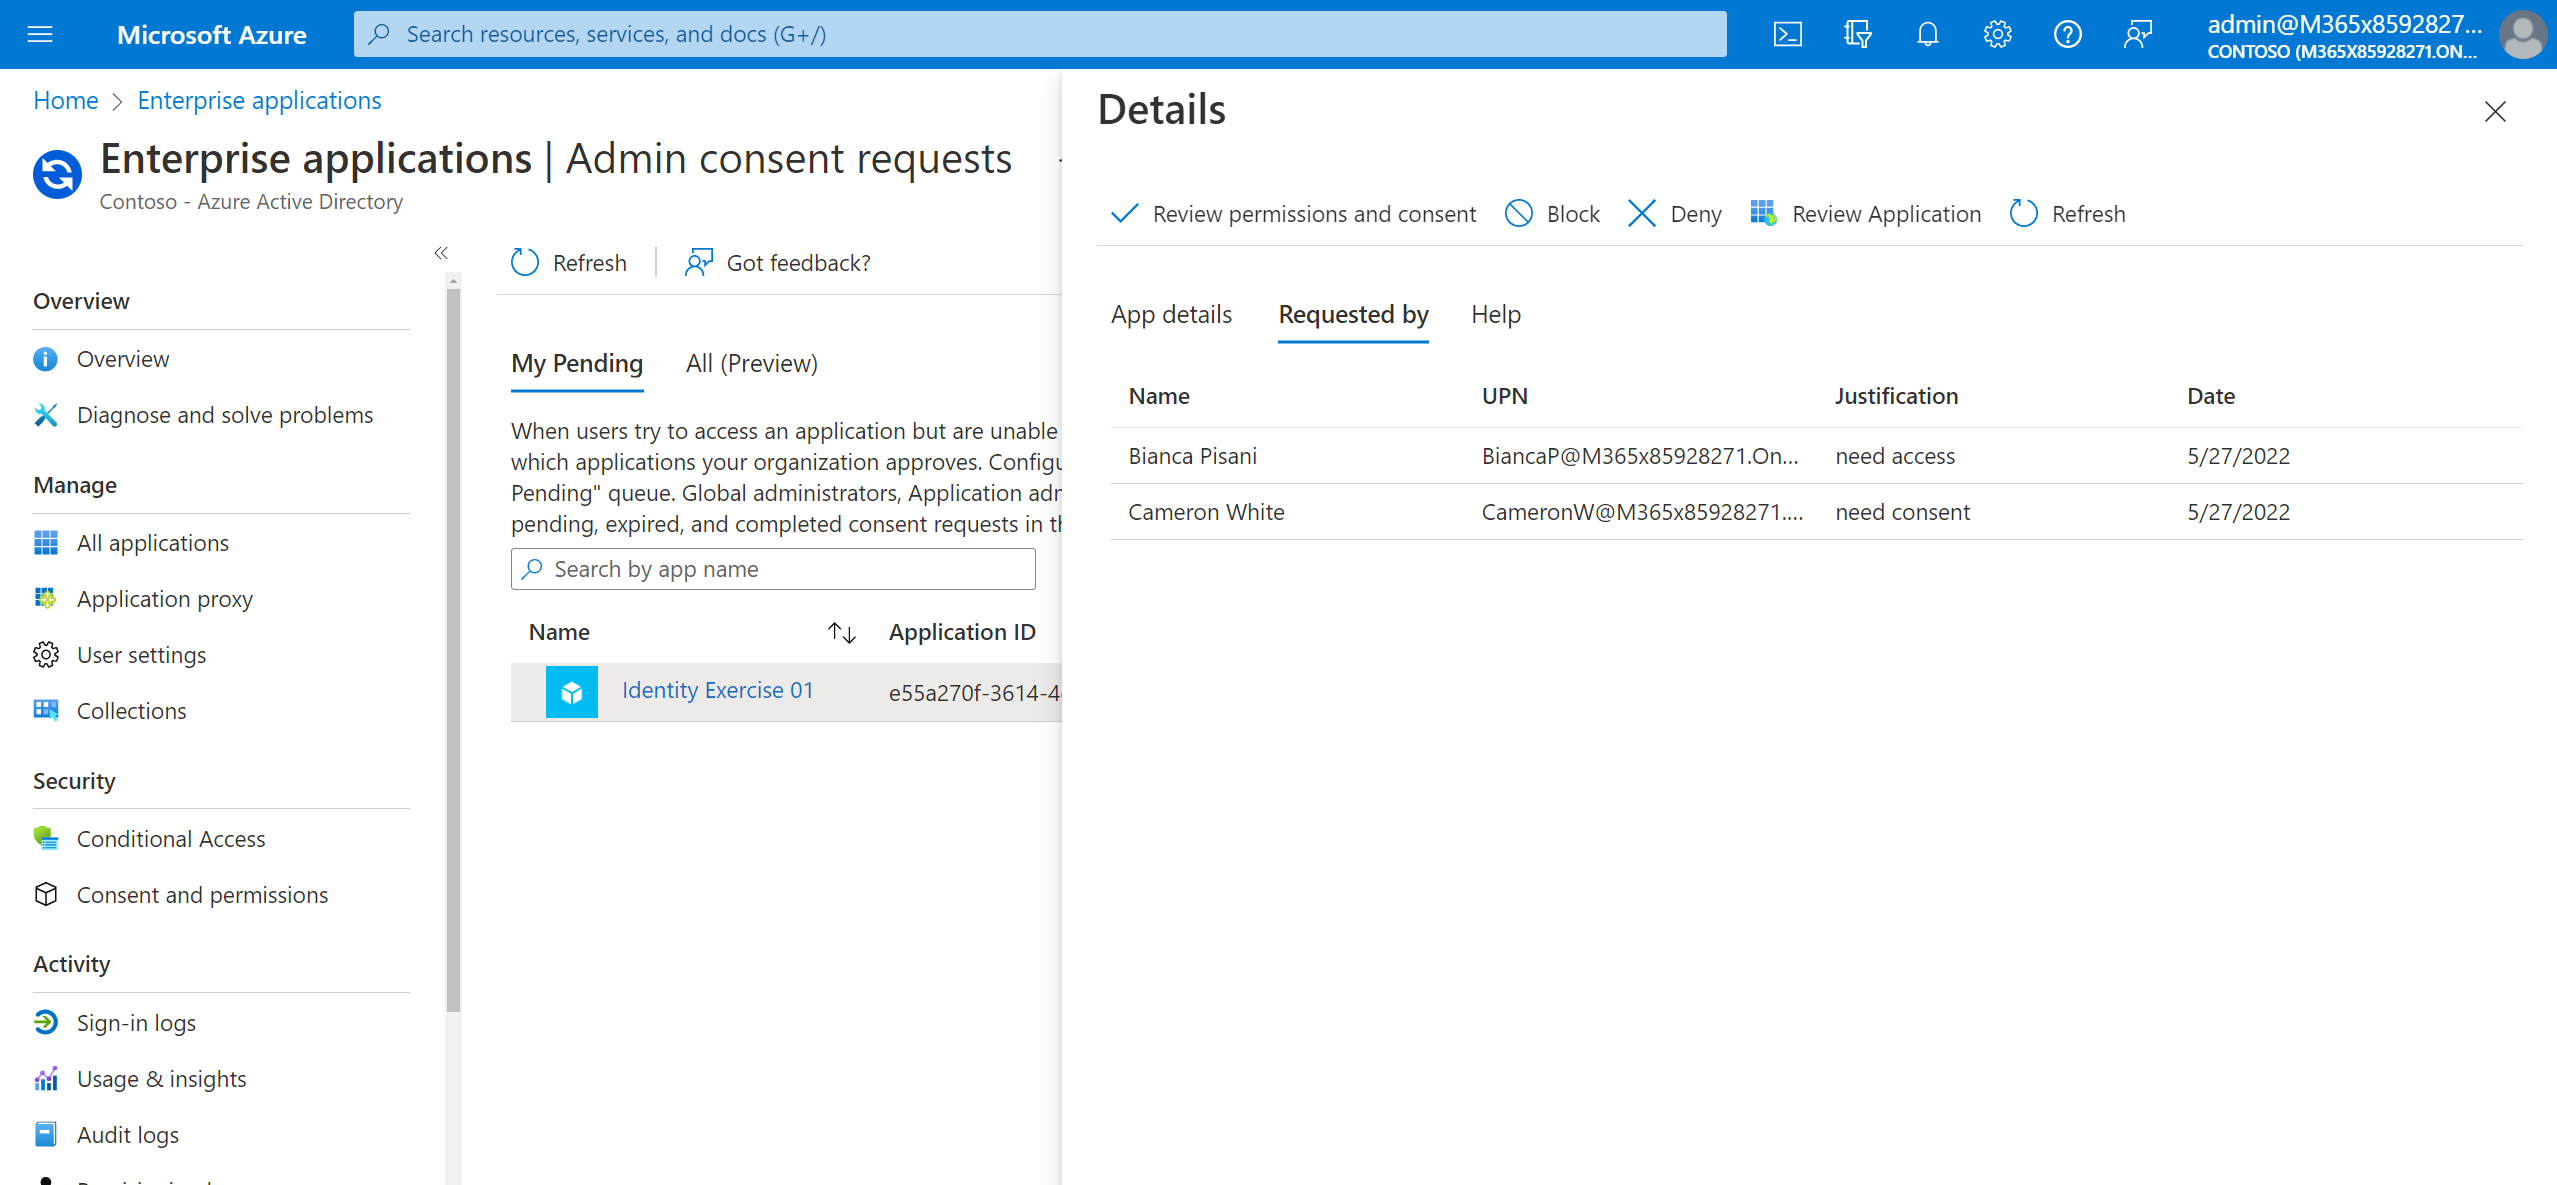 Microsoft Azure
Search resources, services, and docs (G+/)
admin@M365x8592827...
CONTOSO (M365X85928271.ON...
Home > Enterprise applications
Enterprise applications | Admin consent requests
Contoso - Azure Active Directory
Overview
Overview
Diagnose and solve problems
Manage
All applications
Application proxy
User settings
Collections
Security
Conditional Access
Consent and permissions
Activity
Sign-in logs
Usage & insights
Audit logs
Refresh
Got feedback?
My Pending
All (Preview)
When users try to access an application but are unable
which applications your organization approves.
Pending" queue. Global administrators, Application
pending, expired, and completed consent requests in
Search by app name
Name
Application ID
Identity Exercise 01
e55a270f-3614-4
Details
Review permissions and consent
Block
Deny
Review Application
Refresh
App details
Requested by
Help
Name UPN Justification Date
Bianca Pisani BiancaP@M365x85928271.On... need access 5/27/2022
Cameron White CameronW@M365x85928271.... need consent 5/27/2022